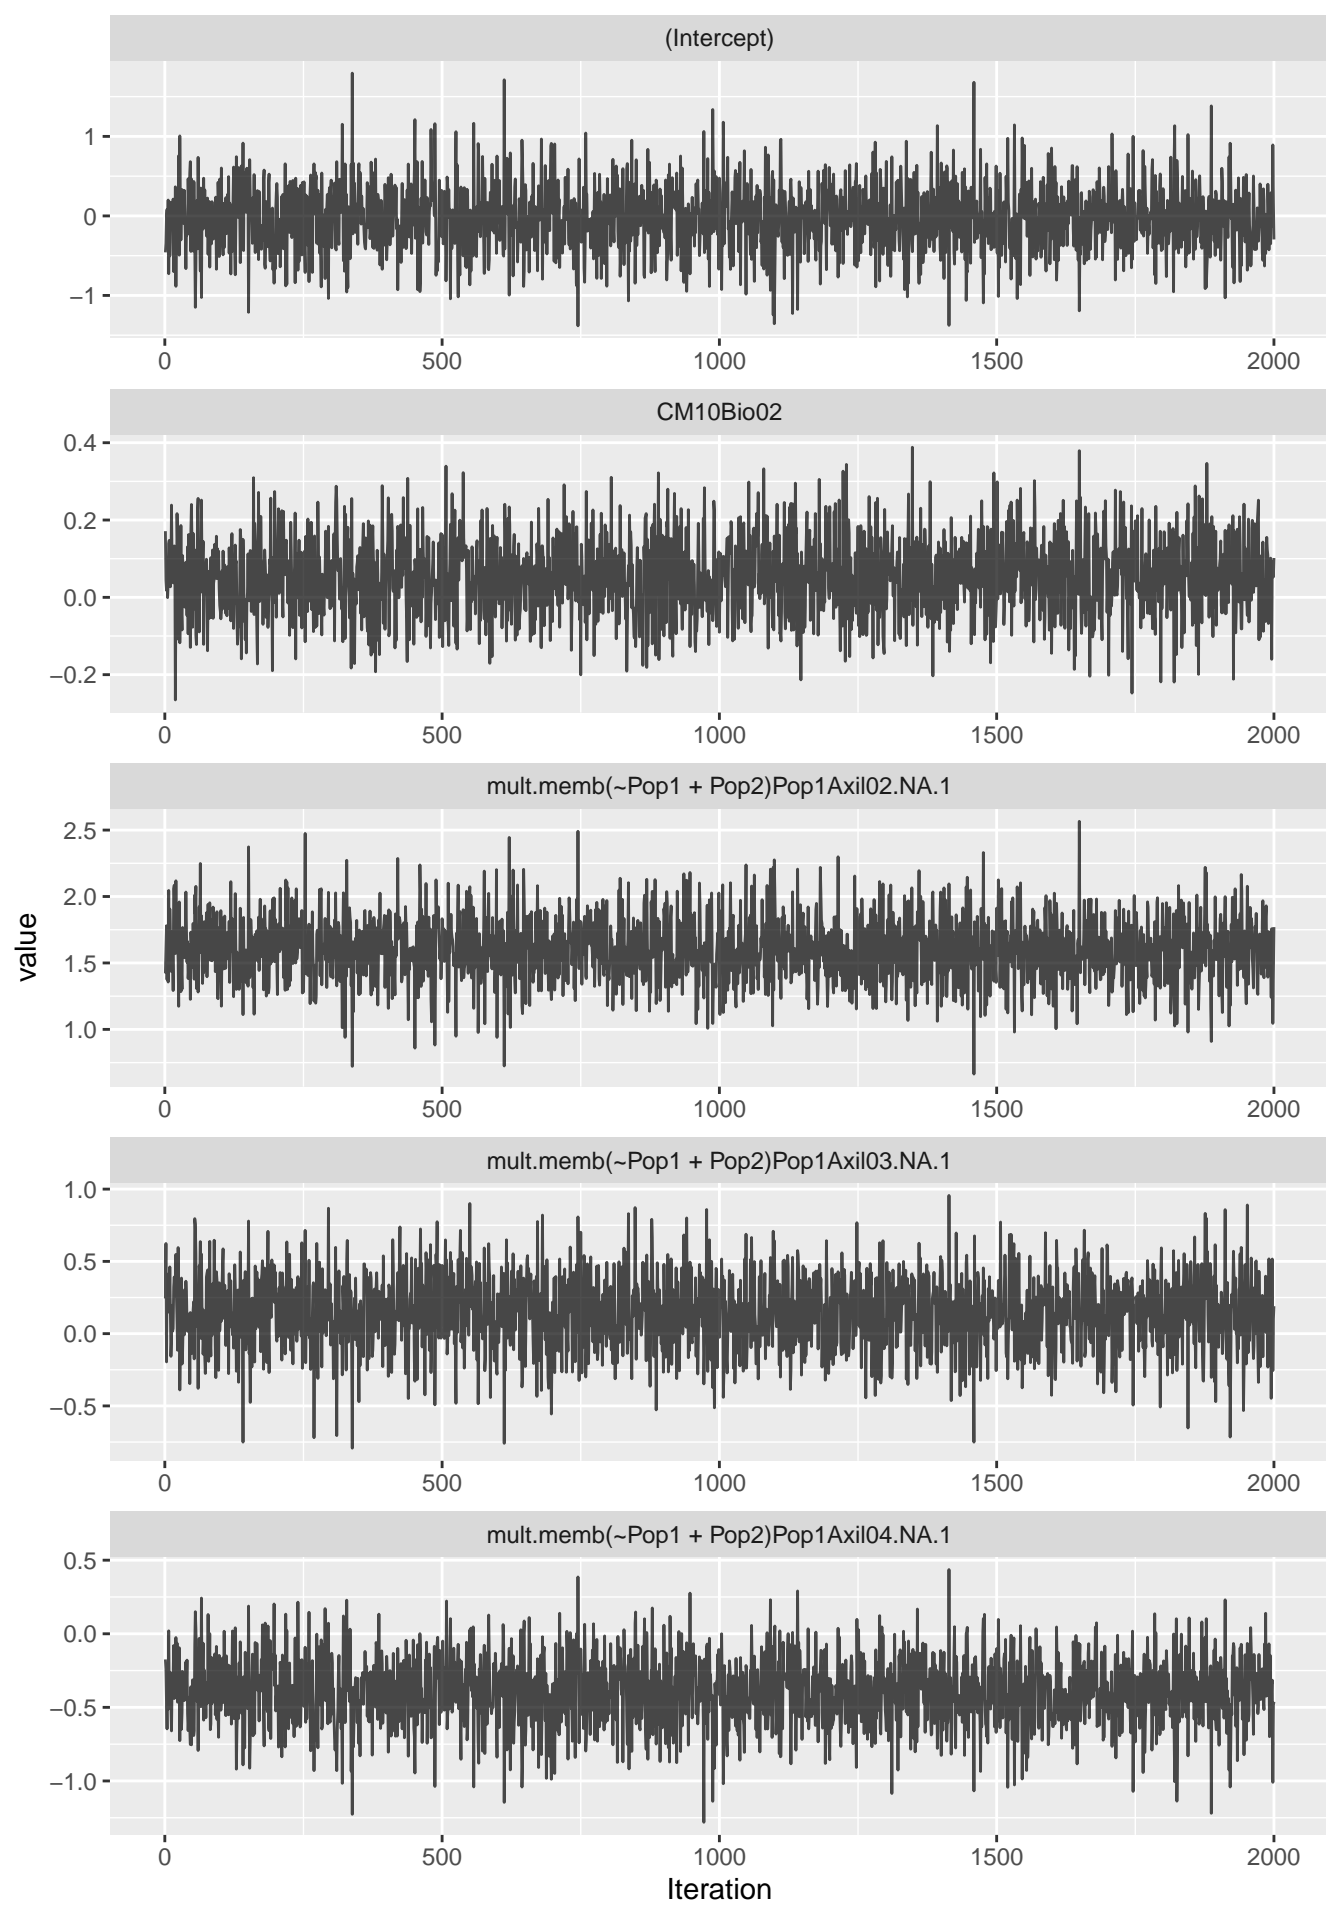 (Intercept)
1
0
−1
0 500 1000 1500 2000
CM10Bio02
0.4
0.2
0.0
−0.2
0 500 1000 1500 2000
mult.memb(~Pop1 + Pop2)Pop1Axil02.NA.1
2.5
2.0
1.5
1.0
0 500 1000 1500 2000
mult.memb(~Pop1 + Pop2)Pop1Axil03.NA.1
1.0
0.5
0.0
−0.5
0 500 1000 1500 2000
mult.memb(~Pop1 + Pop2)Pop1Axil04.NA.1
0.5
0.0
−0.5
−1.0
0 500 1000 1500 2000
value
Iteration